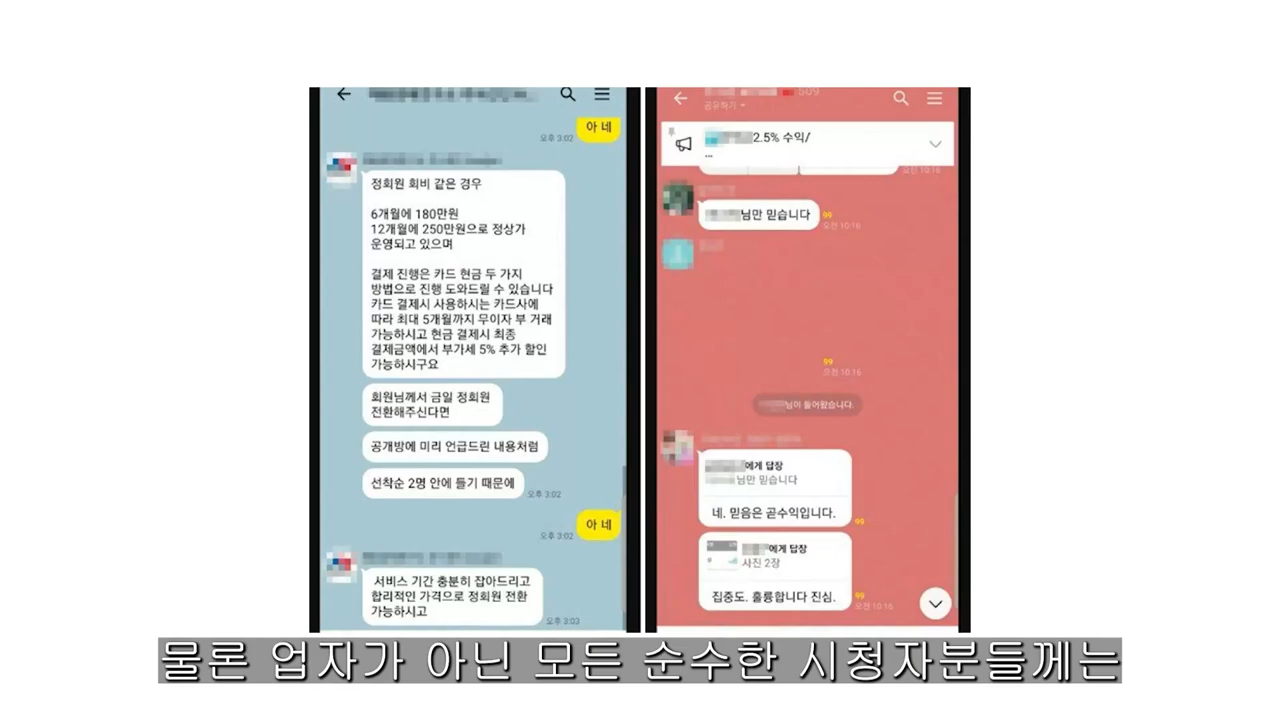 아 네
오후 3:02
정회원 회비 같은 경우
6개월에 180만원
12개월에 250만원으로 정상가
운영되고 있으며
결제 진행은 카드 현금 두 가지
방법으로 진행 도와드릴 수 있습니다
카드 결제시 사용하시는 카드사에
따라 최대 5개월까지 무이자 부 거래
가능하시고 현금 결제시 최종
결제금액에서 부가세 5% 추가 할인
가능하시구요
회원님께서 금일 정회원
전환해주신다면
공개방에 미리 언급드린 내용처럼
선착순 2명 안에 들기 때문에
오후 3:02
아 네
오후 3:02
서비스 기간 충분히 잡아드리고
합리적인 가격으로 정회원 전환
가능하시고
오후 3:03
509
공유하기
2.5% 수익/
...
오전 10:16
님만 믿습니다
99
오전 10:16
99
오전 10:16
님이 들어왔습니다.
에게 답장
님만 믿습니다
네. 믿음은 곧수익입니다.
99
에게 답장
사진 2장
집중도. 훌륭합니다 진심.
99
오전 10:16
물론 업자가 아닌 모든 순수한 시청자분들께는